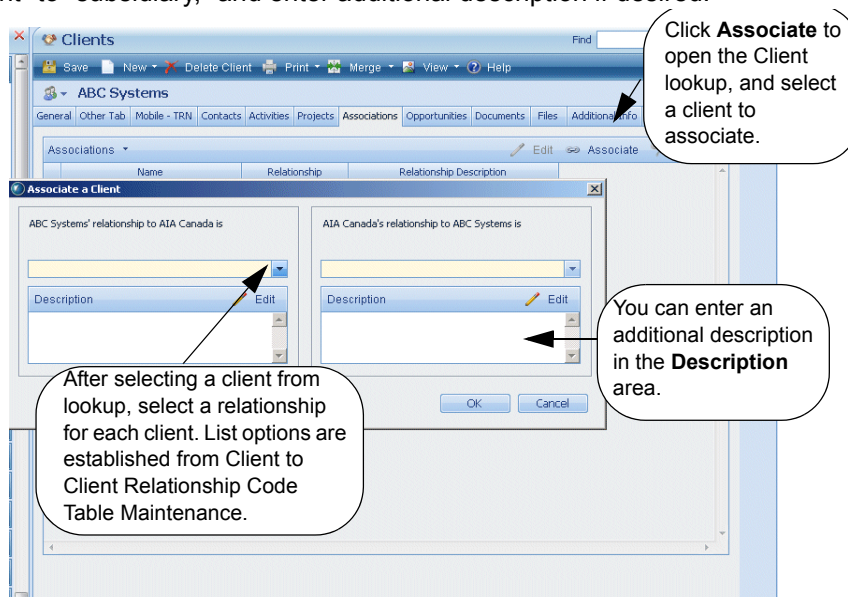 nt" to "subsidiary," and enter additional description if desired.
Clients
Find
Save New Delete Client Print Merge View Help
ABC Systems
General Other Tab Mobile - TRN Contacts Activities Projects Associations Opportunities Documents Files Additional Info
Associations Edit Associate
Name Relationship Relationship Description
Click Associate to
open the Client
lookup, and select
a client to
associate.
Associate a Client
ABC Systems' relationship to AIA Canada is
AIA Canada's relationship to ABC Systems is
Description Edit
Description Edit
You can enter an
additional description
in the Description
area.
After selecting a client from
lookup, select a relationship
for each client. List options are
established from Client to
Client Relationship Code
Table Maintenance.
OK Cancel